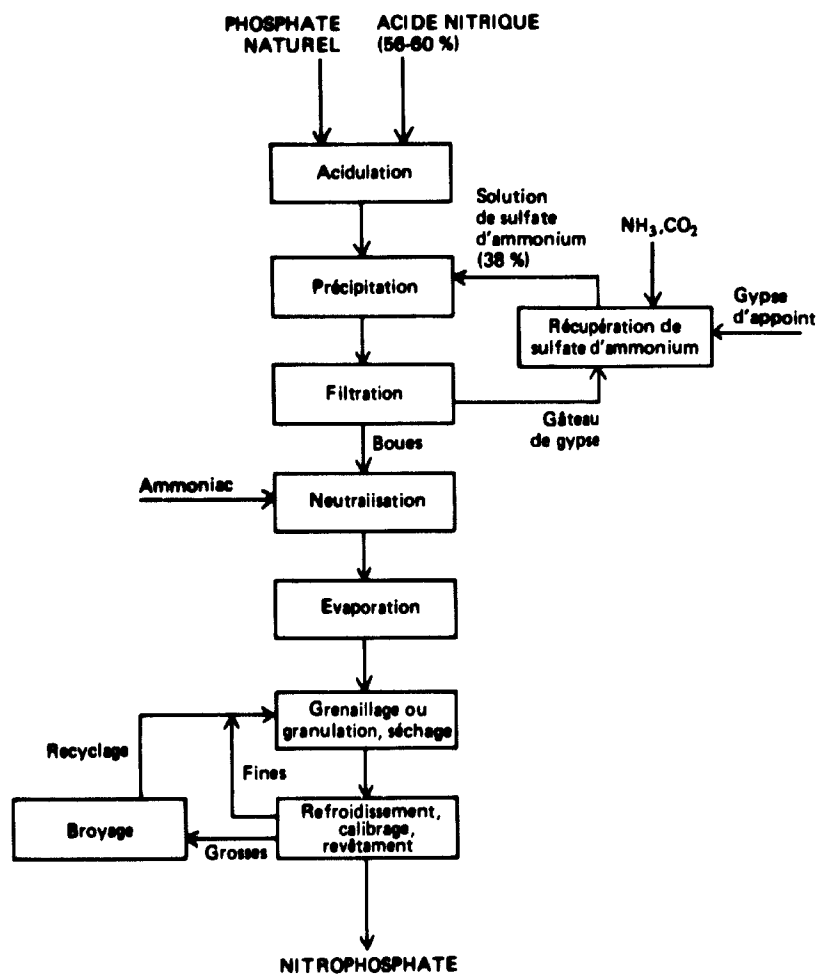 PHOSPHATE
NATUREL
ACIDE NITRIQUE
(56-60 %)
Acidulation
Solution
de sulfate
d'ammonium
(38 %)
NH₃,CO₂
Précipitation
Gypse
d'appoint
Récupération de
sulfate d'ammonium
Filtration
Gâteau
de gypse
Boues
Ammoniac
Neutralisation
Evaporation
Grenaillage ou
granulation, séchage
Recyclage
Fines
Broyage
Refroidissement,
calibrage,
revêtament
Grosses
NITROPHOSPHATE